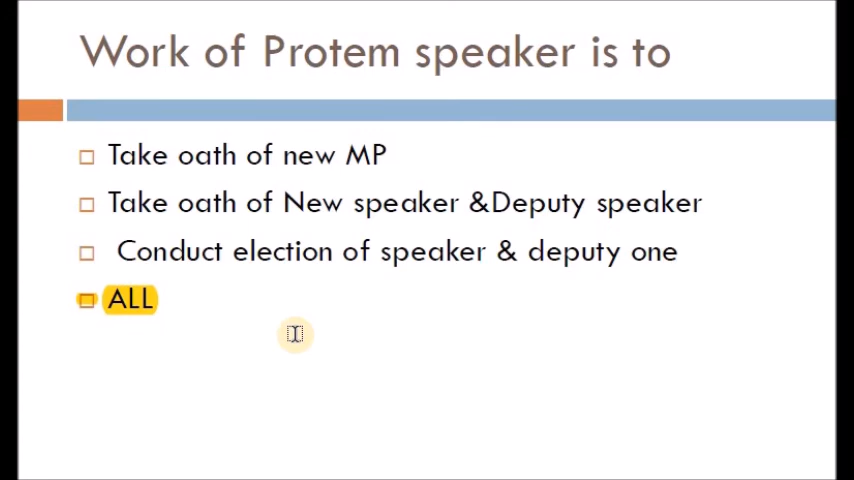 Work of Protem speaker is to
Take oath of new MP
Take oath of New speaker &Deputy speaker
Conduct election of speaker & deputy one
ALL